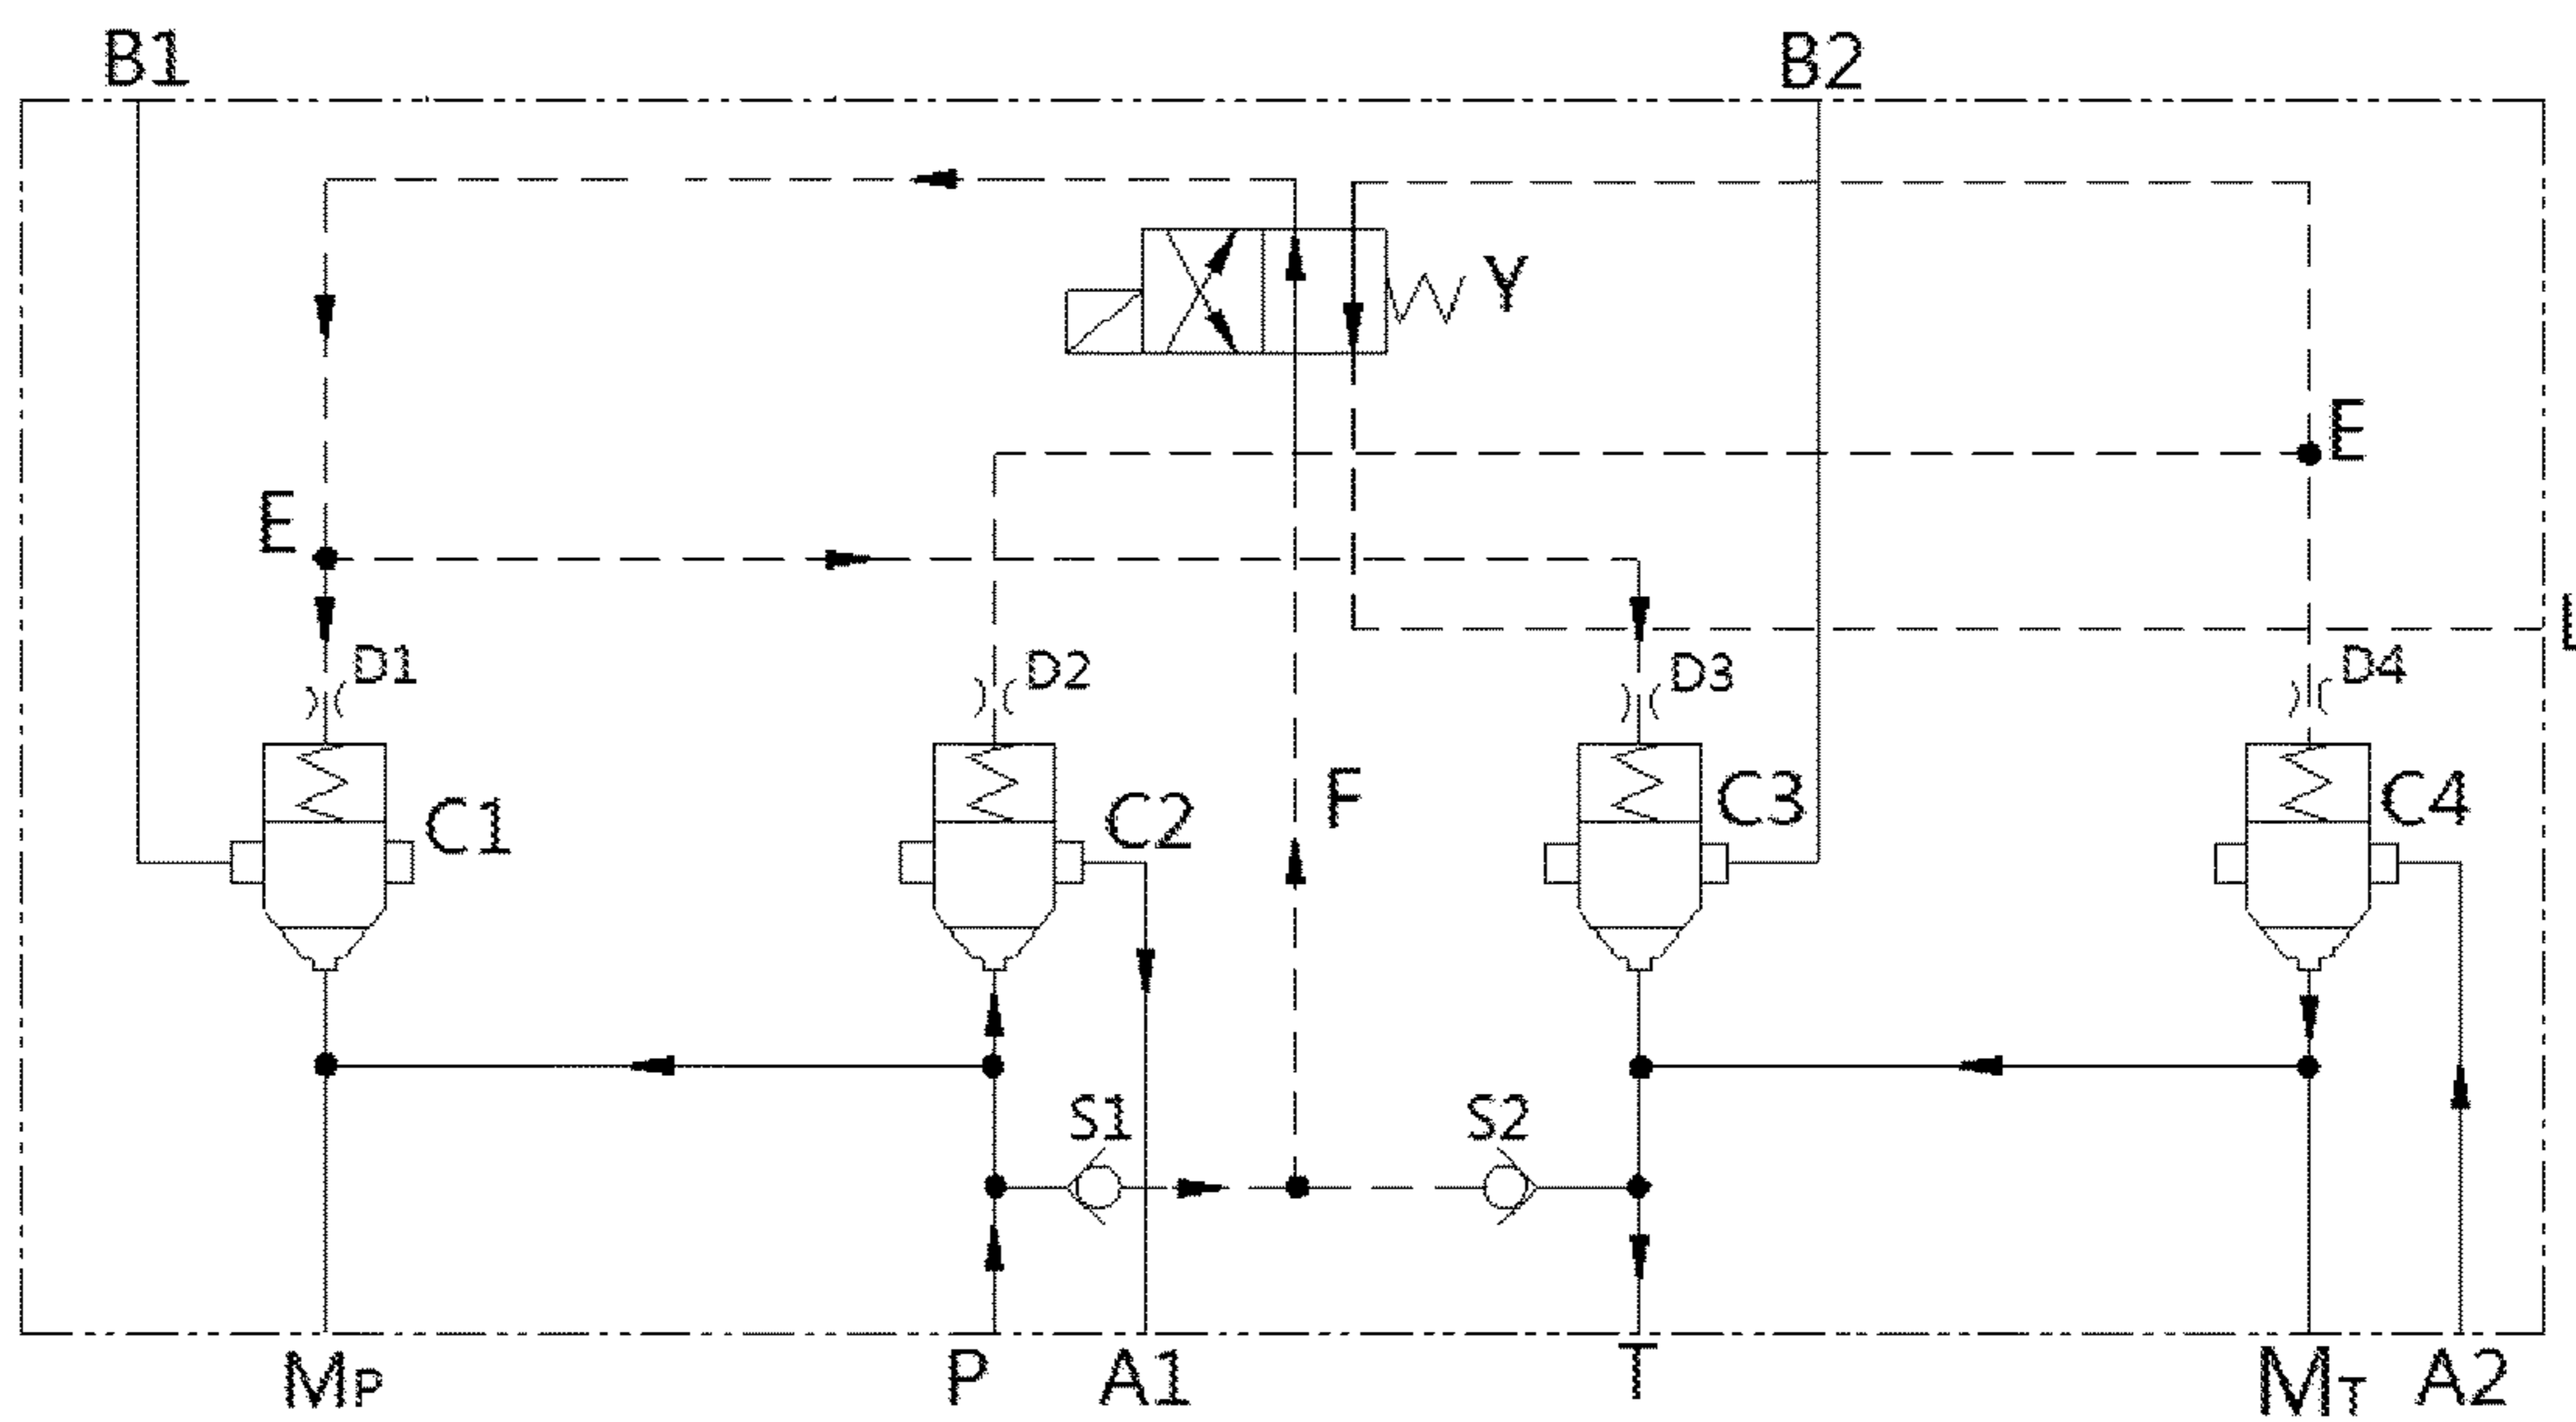 B1 B2
Y
E
E
L
D1 D2 D3 D4
C1 C2 F C3 C4
S1 S2
MP P A1 T MT A2